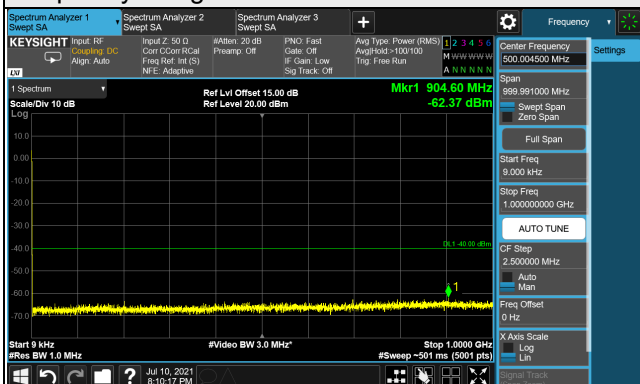 Spectrum Analyzer 1
Swept SA
Spectrum Analyzer 2
Swept SA
Spectrum Analyzer 3
Swept SA
Frequency
KEYSIGHT
Input: RF
Coupling: DC
Align: Auto
Input Z: 50 Ω
Corr CCorr RCal
Freq Ref: Int (S)
NFE: Adaptive
#Atten: 20 dB
Preamp: Off
PNO: Fast
Gate: Off
IF Gain: Low
Sig Track: Off
Avg Type: Power (RMS)
Avg|Hold:>100/100
Trig: Free Run
1 2 3 4 5 6
M W W W W W
A N N N N N
LXI
1 Spectrum
Scale/Div 10 dB
Log
Ref Lvl Offset 15.00 dB
Ref Level 20.00 dBm
Mkr1 904.60 MHz
-62.37 dBm
10.0
0.00
-10.0
-20.0
-30.0
-40.0
-50.0
-60.0
-70.0
DL1 -40.00 dBm
1
Start 9 kHz
#Res BW 1.0 MHz
#Video BW 3.0 MHz*
Stop 1.0000 GHz
#Sweep ~501 ms (5001 pts)
Jul 10, 2021
8:10:17 PM
Center Frequency
500.004500 MHz
Settings
Span
999.991000 MHz
Swept Span
Zero Span
Full Span
Start Freq
9.000 kHz
Stop Freq
1.000000000 GHz
AUTO TUNE
CF Step
2.500000 MHz
Auto
Man
Freq Offset
0 Hz
X Axis Scale
Log
Lin
Signal Track